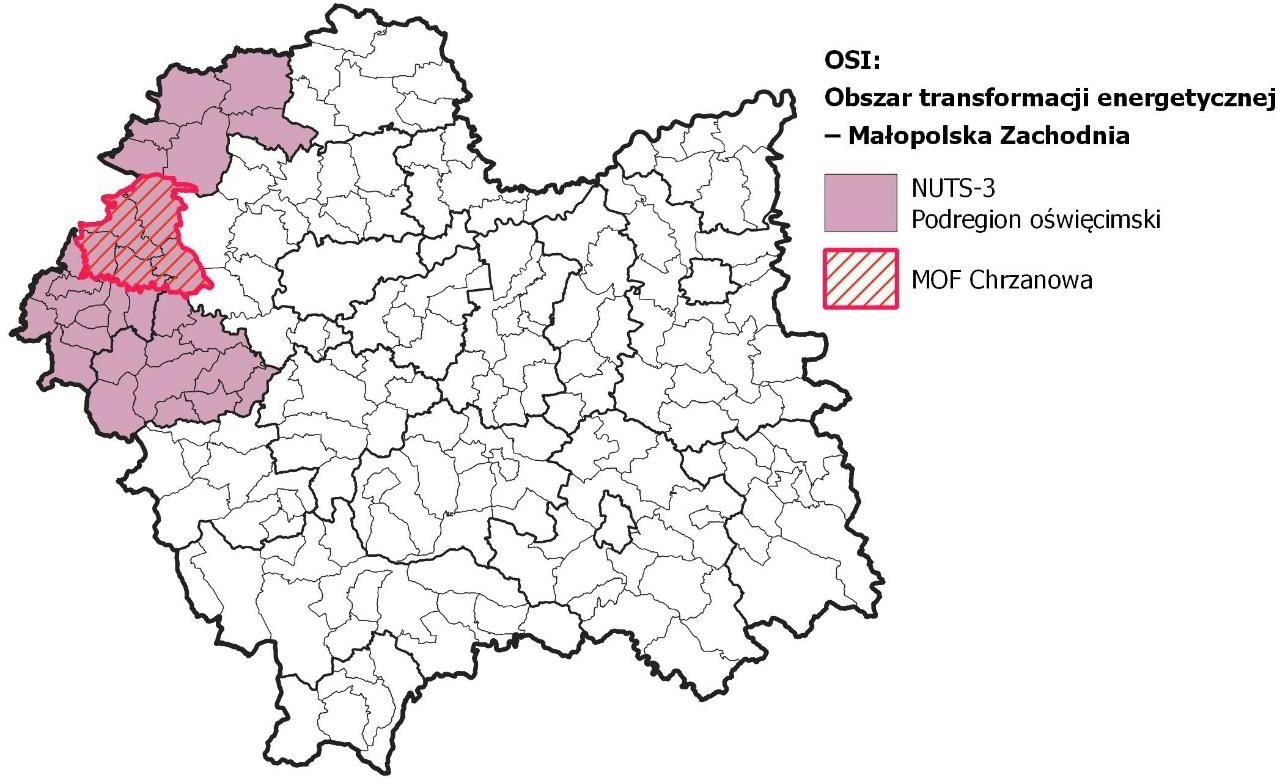 OSI:
Obszar transformacji energetycznej
– Małopolska Zachodnia
NUTS-3
Podregion oświęcimski
MOF Chrzanowa